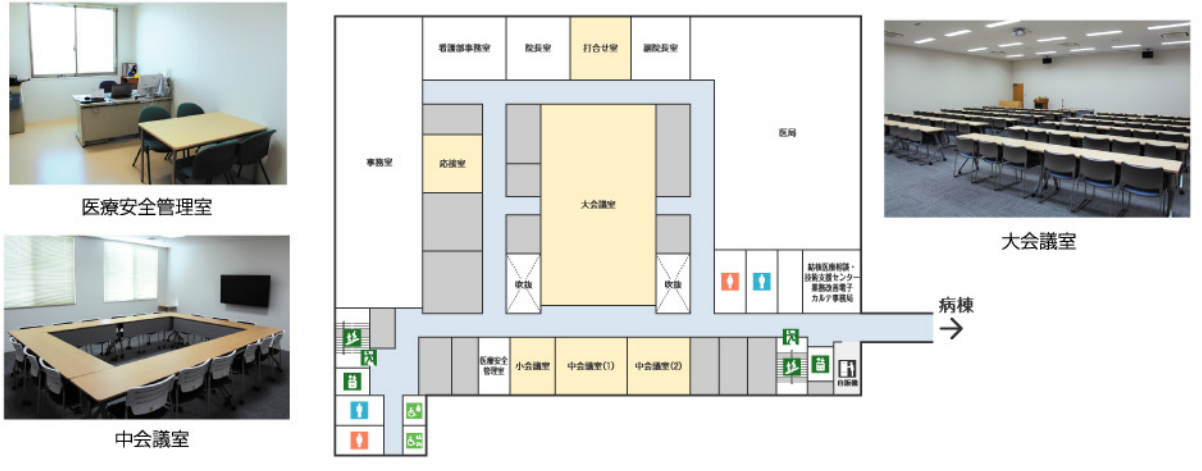 医療安全管理室
中会議室
看護部事務室
院長室
打合せ室
副院長室
事務室
応接室
大会議室
医局
吹抜
吹抜
結核医療相談・
技術支援センター
業務改善電子
カルテ事務局
病棟
医療安全
管理室
小会議室
中会議室(1)
中会議室(2)
自販機
大会議室